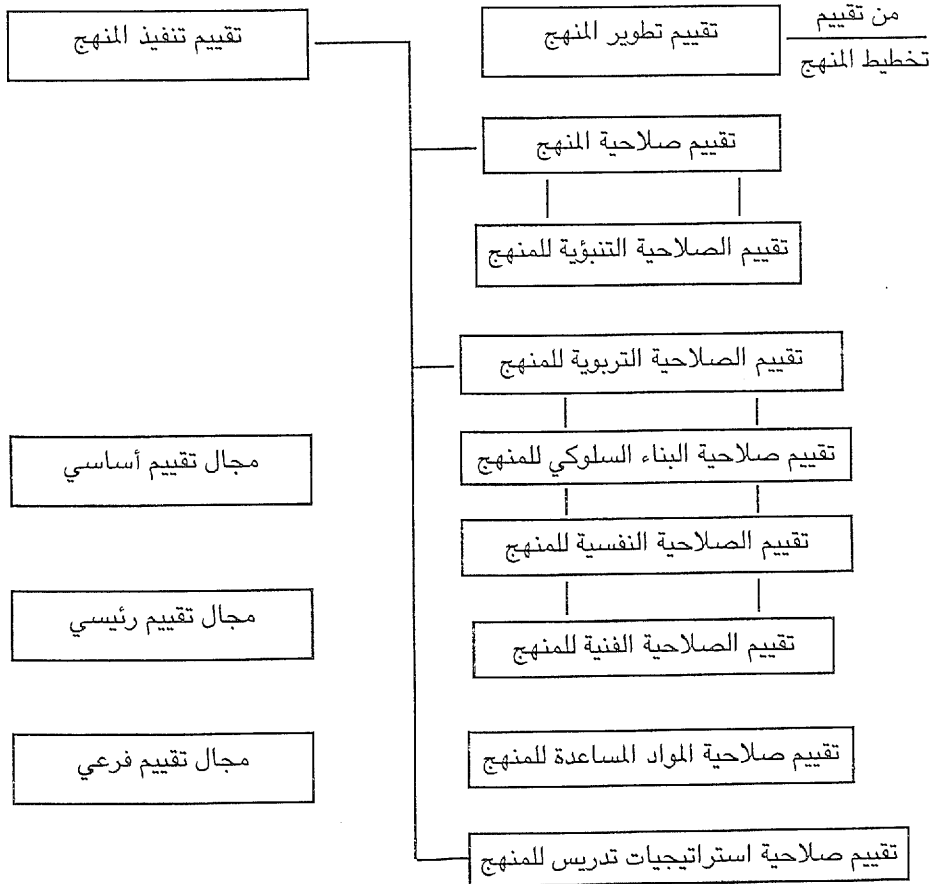 من تقييم
تخطيط المنهج
تقييم تطوير المنهج
تقييم تنفيذ المنهج
تقييم صلاحية المنهج
تقييم الصلاحية التنبؤية للمنهج
تقييم الصلاحية التربوية للمنهج
تقييم صلاحية البناء السلوكي للمنهج
تقييم الصلاحية النفسية للمنهج
تقييم الصلاحية الفنية للمنهج
تقييم صلاحية المواد المساعدة للمنهج
تقييم صلاحية استراتيجيات تدريس للمنهج
مجال تقييم أساسي
مجال تقييم رئيسي
مجال تقييم فرعي